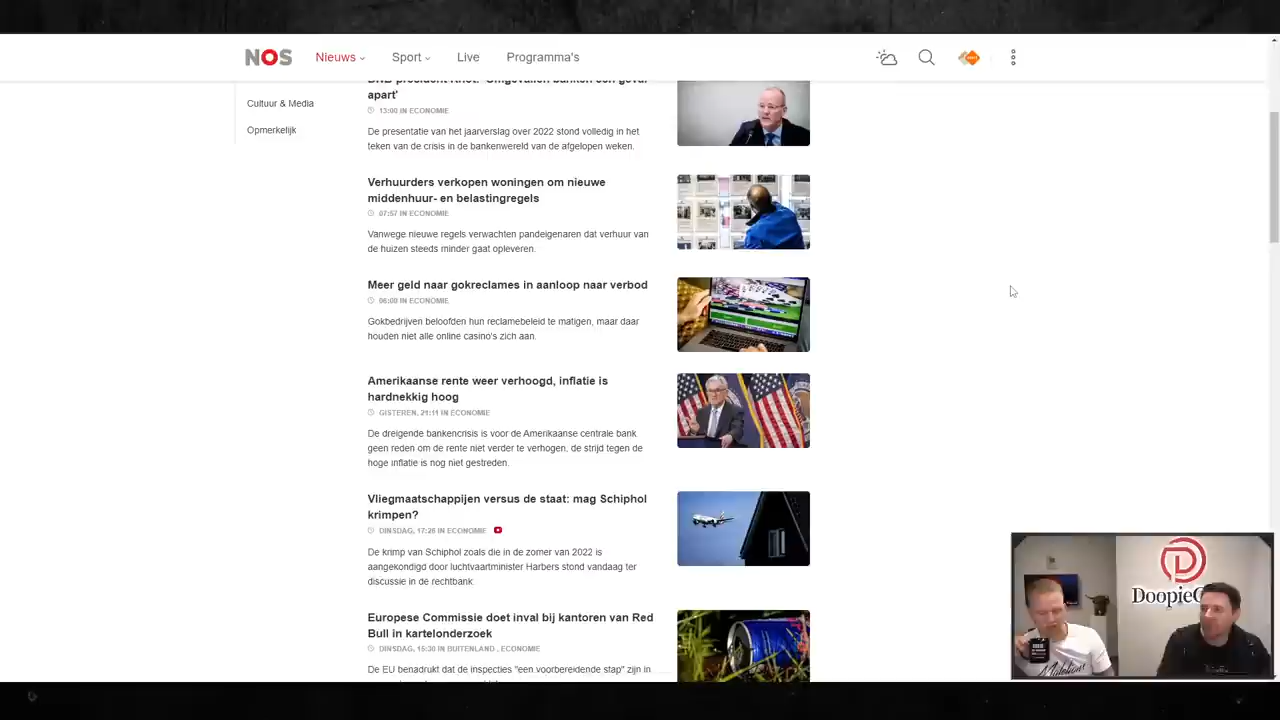 NOS
Nieuws
Sport
Live
Programma's
Cultuur & Media
Opmerkelijk
DNB-president Knot: 'Omgevallen banken een geval
apart'
13:00 IN ECONOMIE
De presentatie van het jaarverslag over 2022 stond volledig in het
teken van de crisis in de bankenwereld van de afgelopen weken.
Verhuurders verkopen woningen om nieuwe
middenhuur- en belastingregels
07:57 IN ECONOMIE
Vanwege nieuwe regels verwachten pandeigenaren dat verhuur van
de huizen steeds minder gaat opleveren.
Meer geld naar gokreclames in aanloop naar verbod
06:00 IN ECONOMIE
Gokbedrijven beloofden hun reclamebeleid te matigen, maar daar
houden niet alle online casino's zich aan.
Amerikaanse rente weer verhoogd, inflatie is
hardnekkig hoog
GISTEREN, 21:11 IN ECONOMIE
De dreigende bankencrisis is voor de Amerikaanse centrale bank
geen reden om de rente niet verder te verhogen, de strijd tegen de
hoge inflatie is nog niet gestreden.
Vliegmaatschappijen versus de staat: mag Schiphol
krimpen?
DINSDAG, 17:26 IN ECONOMIE
De krimp van Schiphol zoals die in de zomer van 2022 is
aangekondigd door luchtvaartminister Harbers stond vandaag ter
discussie in de rechtbank.
Europese Commissie doet inval bij kantoren van Red
Bull in kartelonderzoek
DINSDAG, 15:30 IN BUITENLAND , ECONOMIE
De EU benadrukt dat de inspecties "een voorbereidende stap" zijn in